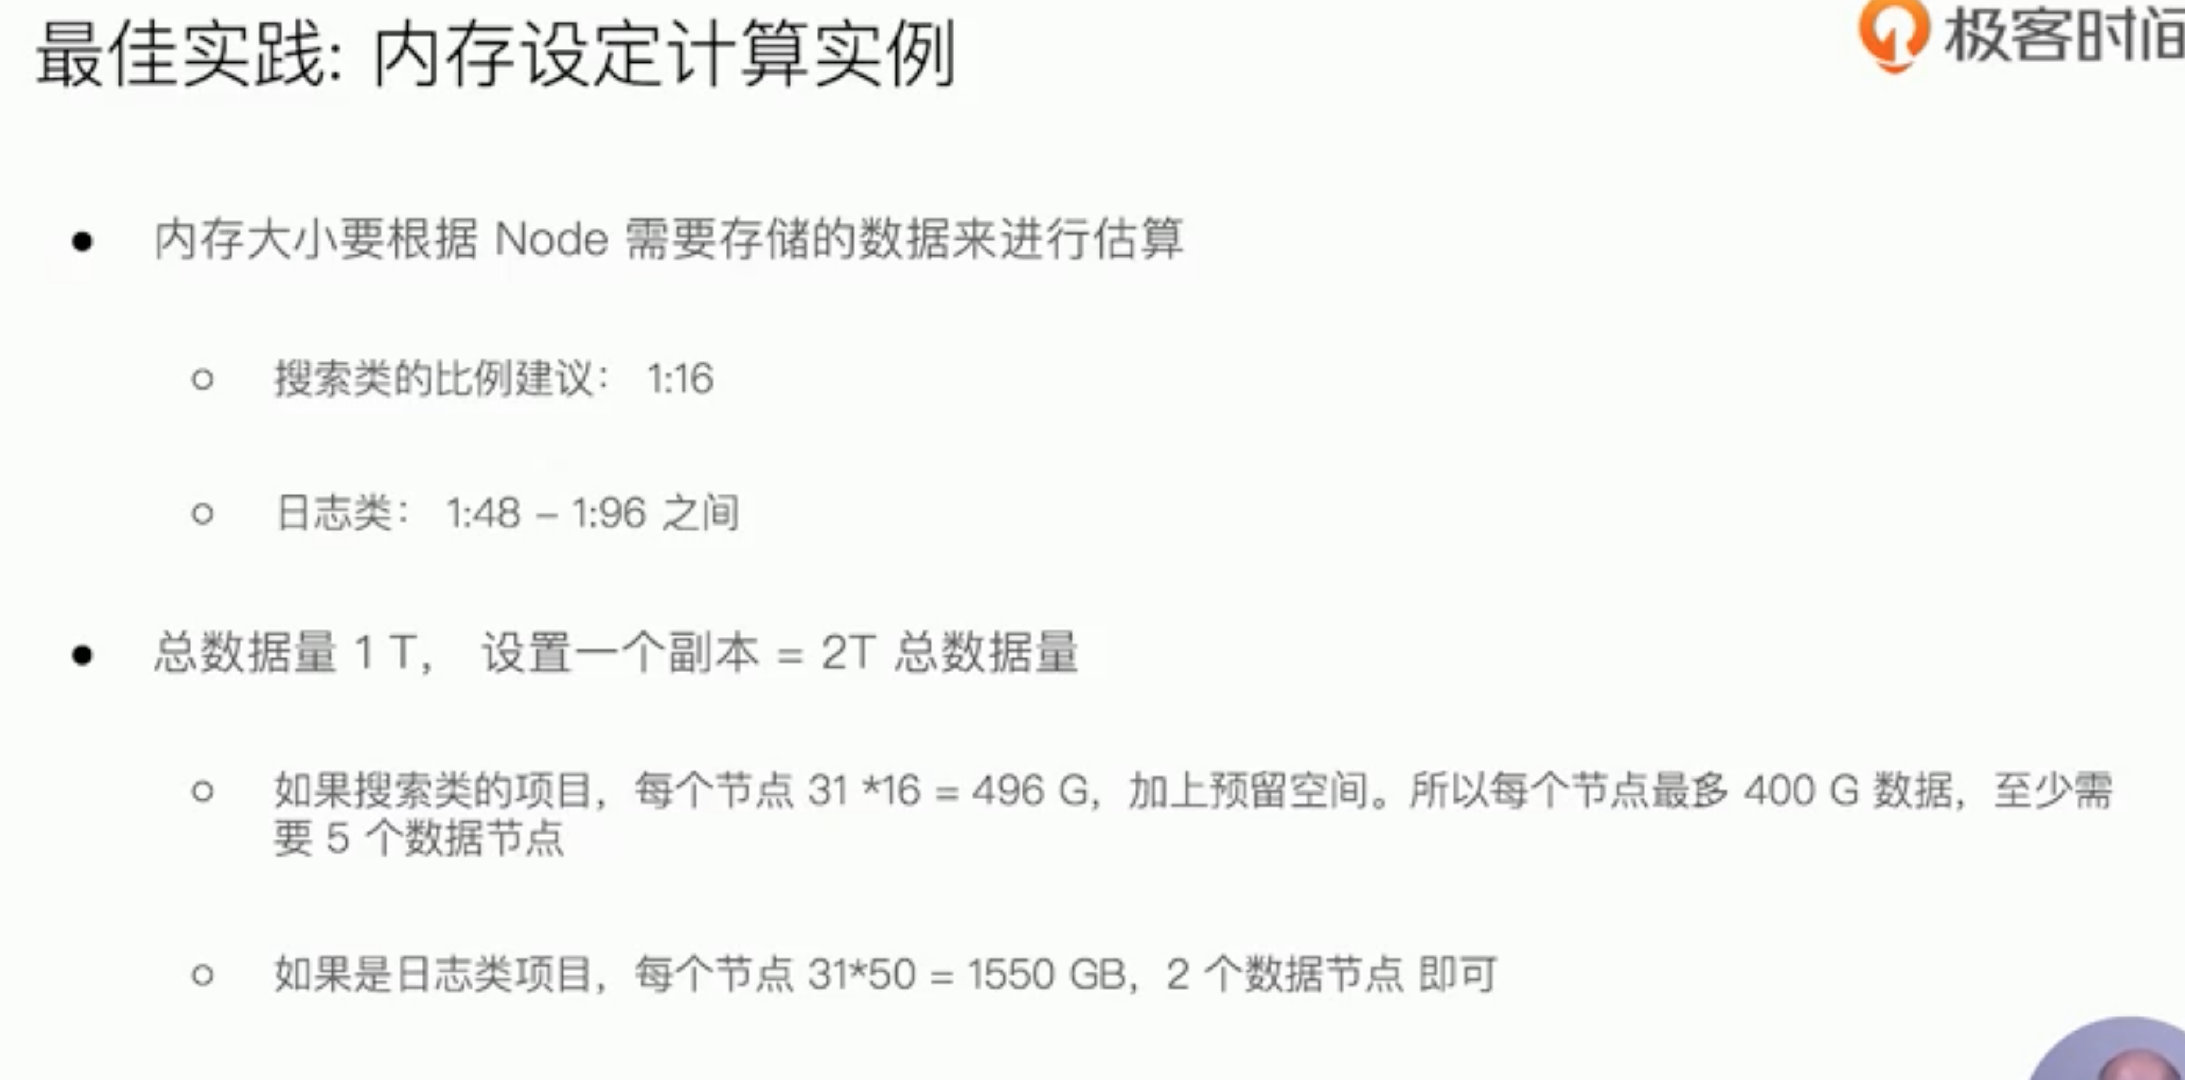 最佳实践: 内存设定计算实例
极客时间
● 内存大小要根据 Node 需要存储的数据来进行估算
○ 搜索类的比例建议： 1:16
○ 日志类： 1:48 – 1:96 之间
● 总数据量 1 T， 设置一个副本 = 2T 总数据量
○ 如果搜索类的项目，每个节点 31 *16 = 496 G，加上预留空间。所以每个节点最多 400 G 数据，至少需
要 5 个数据节点
○ 如果是日志类项目，每个节点 31*50 = 1550 GB，2 个数据节点 即可